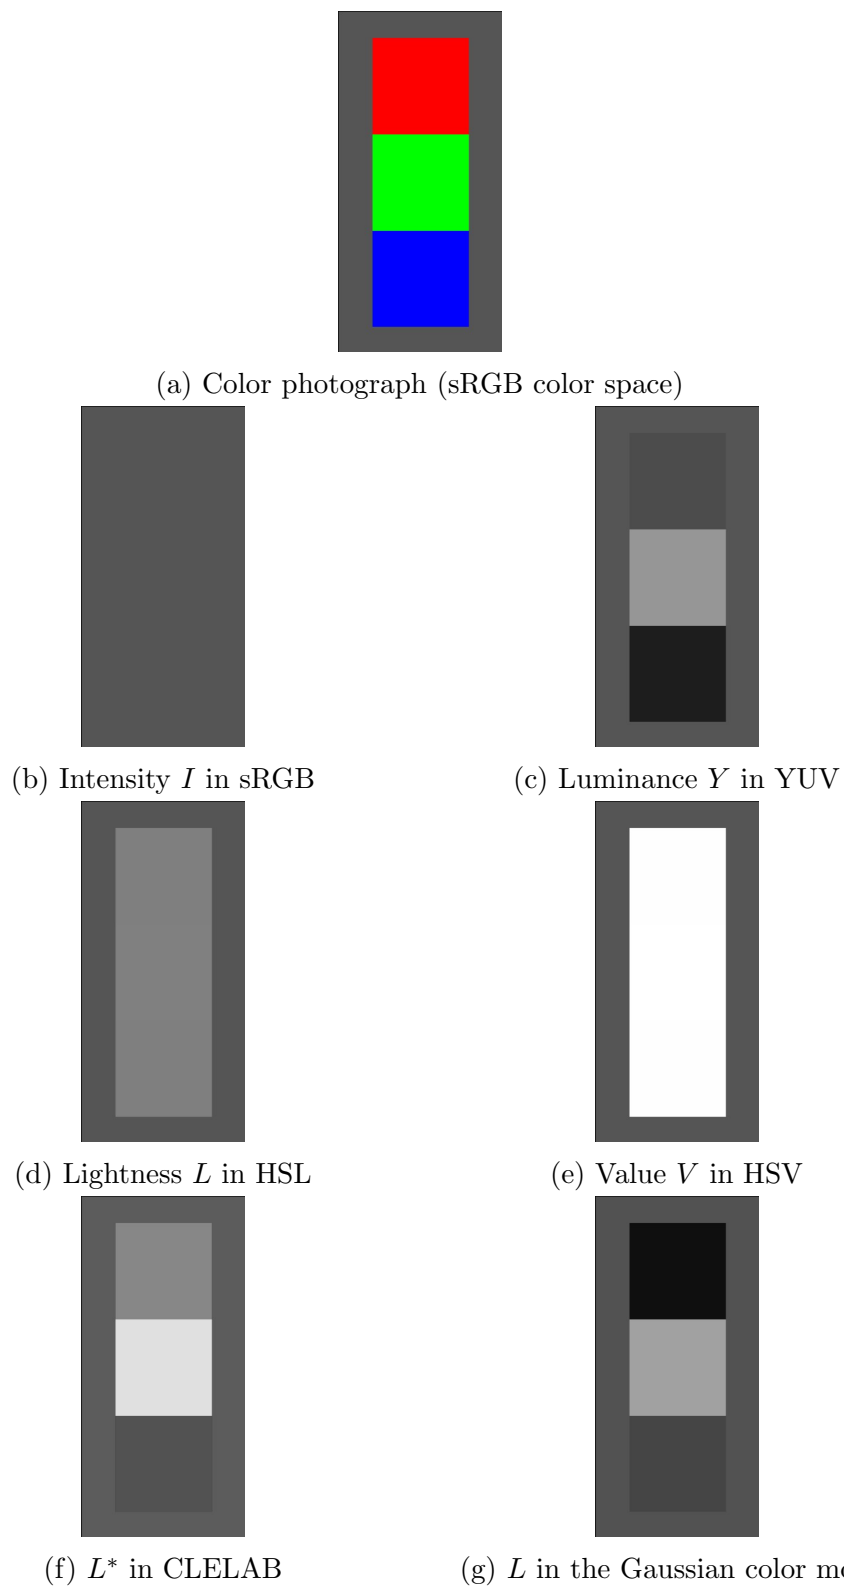 (a) Color photograph (sRGB color space)
(b) Intensity I in sRGB
(c) Luminance Y in YUV
(d) Lightness L in HSL
(e) Value V in HSV
(f) L* in CLELAB
(g) L in the Gaussian color